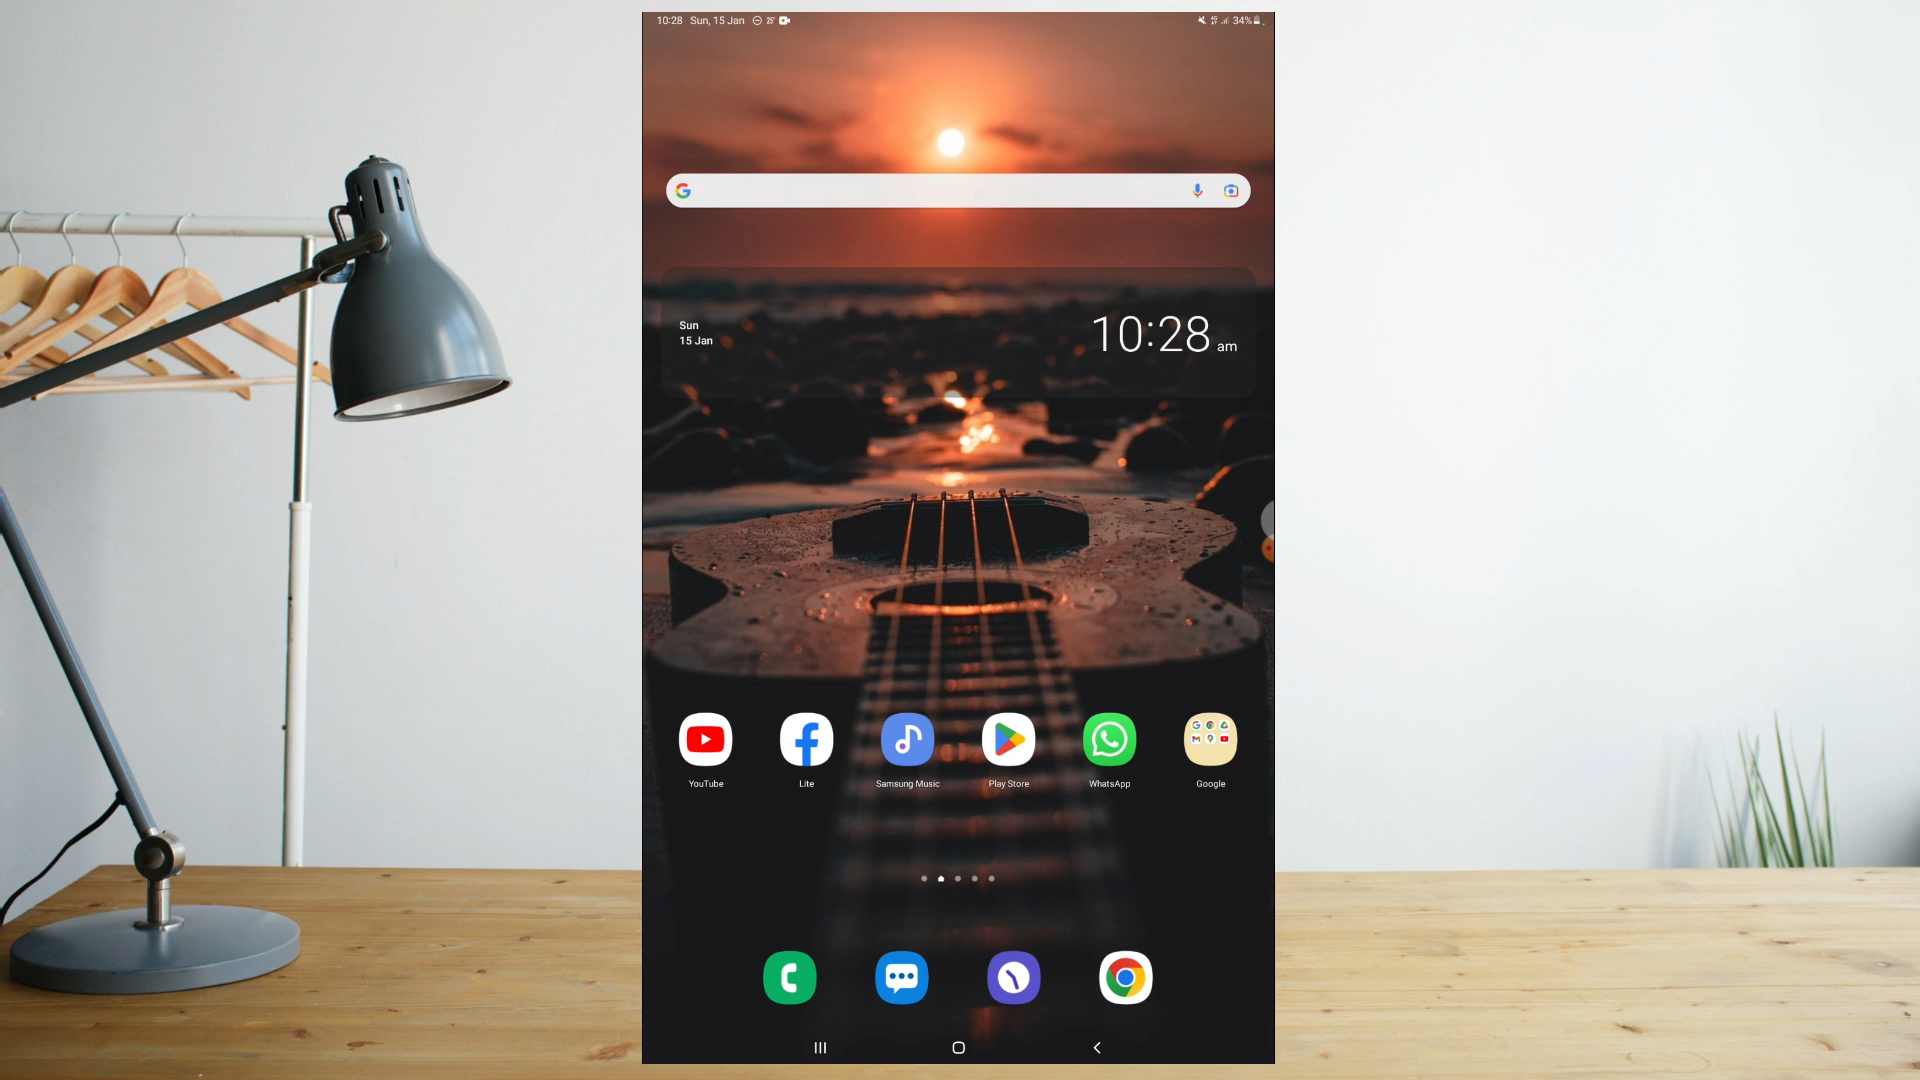 10:28 Sun, 15 Jan 25°
34%
Sun
15 Jan
10:28 am
YouTube
Lite
Samsung Music
Play Store
WhatsApp
Google